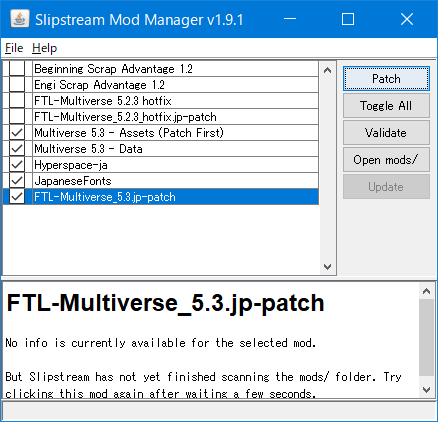 Slipstream Mod Manager v1.9.1
File Help
Beginning Scrap Advantage 1.2
Engi Scrap Advantage 1.2
FTL-Multiverse 5.2.3 hotfix
FTL-Multiverse_5.2.3_hotfix.jp-patch
Multiverse 5.3 - Assets (Patch First)
Multiverse 5.3 - Data
Hyperspace-ja
JapaneseFonts
FTL-Multiverse_5.3.jp-patch
Patch
Toggle All
Validate
Open mods/
Update
FTL-Multiverse_5.3.jp-patch
No info is currently available for the selected mod.
But Slipstream has not yet finished scanning the mods/ folder. Try
clicking this mod again after waiting a few seconds.